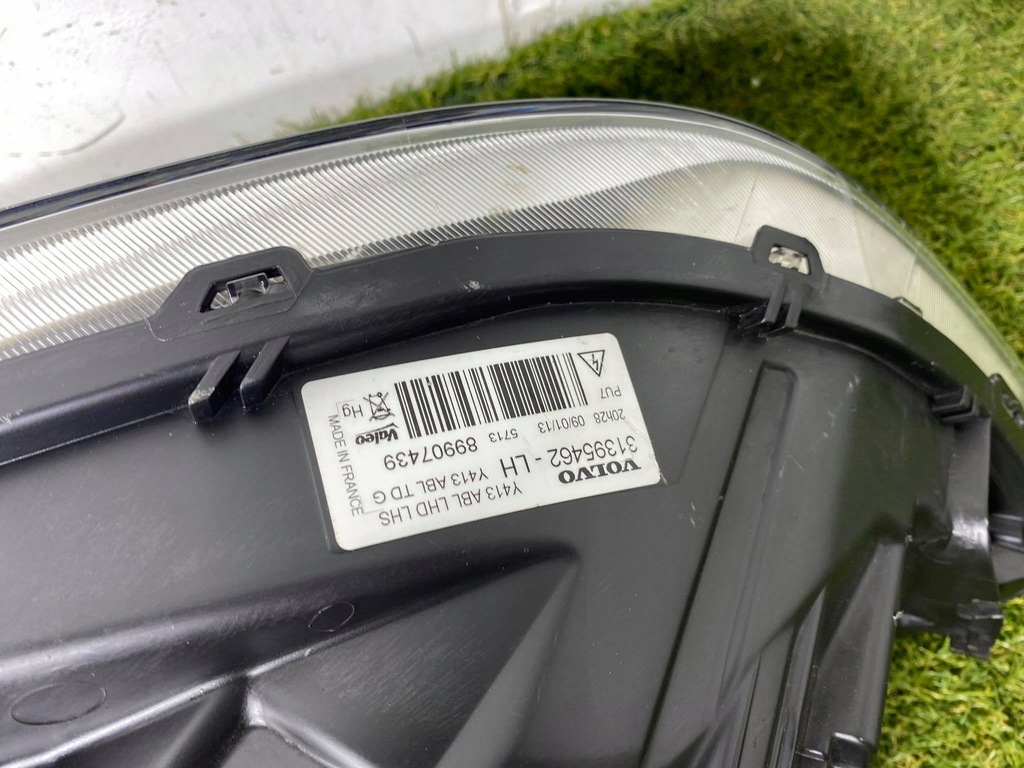 Y413 ABL LHD LHS
VOLVO
31395462 - LH Y413 ABL TD G
5713 89907439
MADE IN FRANCE
20h28 09/01/13
Valeo
Hg
PU7